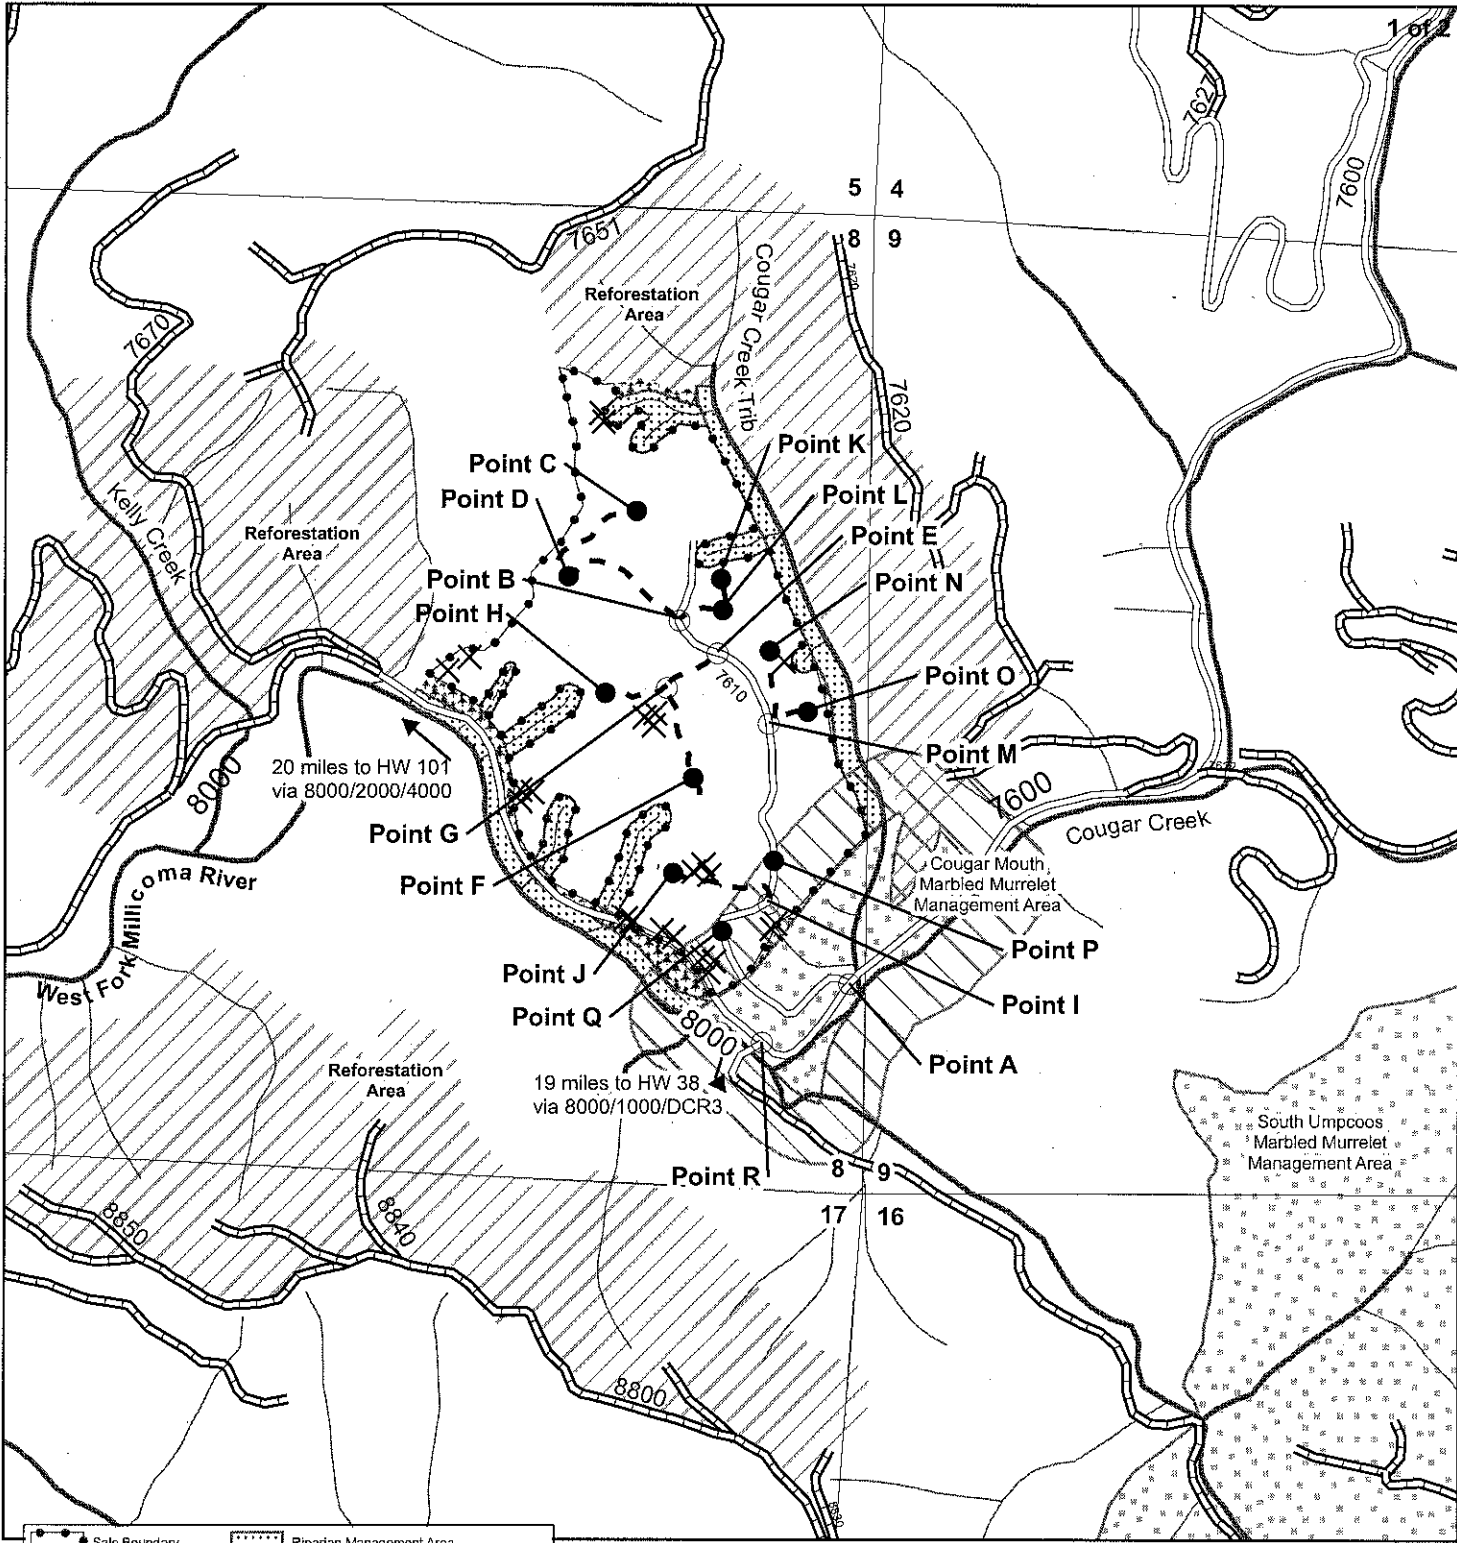 1 of 2
7627
7600
5 4
8 9
7651
7620
Cougar Creek Trib
Reforestation
Area
7670
7620
Point K
Point C
Point L
Point D
Point E
Kelly Creek
Reforestation
Area
Point B
Point N
Point H
Point O
7610
Point M
20 miles to HW 101
via 8000/2000/4000
8000
7600
Cougar Creek
Point G
Cougar Mouth
Marbled Murrelet
Management Area
West Fork Millicoma River
Point F
Point P
Point J
Point I
Point Q
8000
Point A
Reforestation
Area
19 miles to HW 38
via 8000/1000/DCR3
South Umpcoos
Marbled Murrelet
Management Area
Point R
8 9
17 16
8850
8840
8800
Sale Boundary
Riparian Management Area